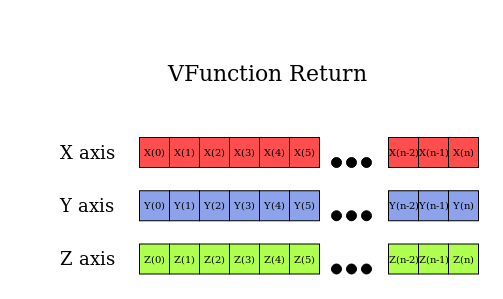 VFunction Return
X axis X(0) X(1) X(2) X(3) X(4) X(5) X(n-2) X(n-1) X(n)
Y axis Y(0) Y(1) Y(2) Y(3) Y(4) Y(5) Y(n-2) Y(n-1) Y(n)
Z axis Z(0) Z(1) Z(2) Z(3) Z(4) Z(5) Z(n-2) Z(n-1) Z(n)